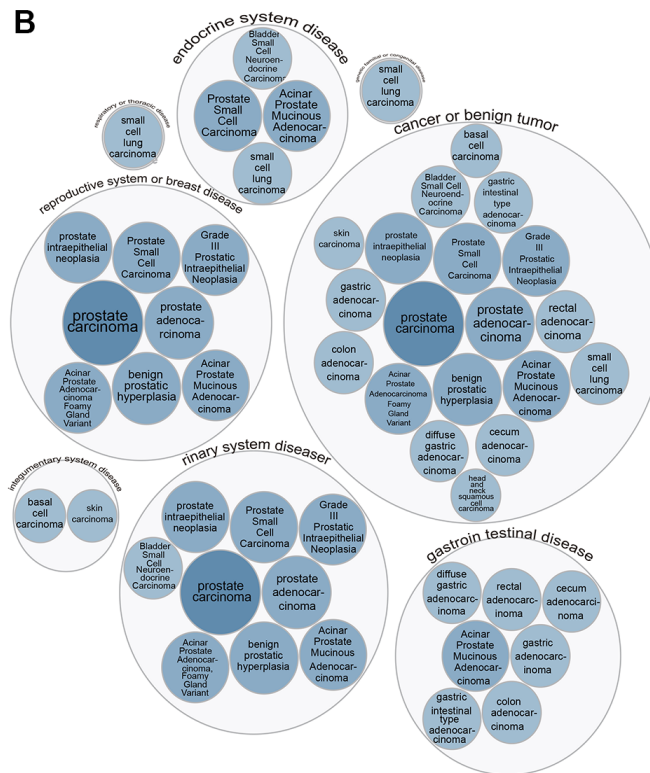 B
endocrine system disease
Bladder
Small
Cell
Neuroen-
docrine
Carcinoma
Prostate
Small
Cell
Carcinoma
Acinar
Prostate
Mucinous
Adenocar-
cinoma
small
cell
lung
carcinoma
genetic familial or congenital disease
small
cell
lung
carcinoma
respiratory or thoracic disease
small
cell
lung
carcinoma
cancer or benign tumor
basal
cell
carcinoma
Bladder
Small Cell
Neuroend-
ocrine
Carcinoma
gastric
intestinal
type
adenocar-
cinoma
skin
carcinoma
prostate
intraepithelial
neoplasia
Prostate
Small
Cell
Carcinoma
Grade
III
Prostatic
Intraepithelial
Neoplasia
gastric
adenocar-
cinoma
prostate
carcinoma
prostate
adenocar-
cinoma
rectal
adenocar-
cinoma
colon
adenocar-
cinoma
Acinar
Prostate
Adenocarcinoma
Foamy
Gland
Variant
benign
prostatic
hyperplasia
Acinar
Prostate
Mucinous
Adenocar-
cinoma
small
cell
lung
carcinoma
diffuse
gastric
adenocar-
cinoma
cecum
adenocar-
cinoma
head
and
neck
squamous
cell
carcinoma
reproductive system or breast disease
prostate
intraepithelial
neoplasia
Prostate
Small
Cell
Carcinoma
Grade
III
Prostatic
Intraepithelial
Neoplasia
prostate
carcinoma
prostate
adenoca-
rcinoma
Acinar
Prostate
Adenocar-
cinoma
Foamy
Gland
Variant
benign
prostatic
hyperplasia
Acinar
Prostate
Mucinous
Adenocar-
cinoma
integumentary system disease
basal
cell
carcinoma
skin
carcinoma
rinary system diseaser
prostate
intraepithelial
neoplasia
Prostate
Small
Cell
Carcinoma
Grade
III
Prostatic
Intraepithelial
Neoplasia
Bladder
Small
Cell
Neuroen-
docrine
Carcinoma
prostate
carcinoma
prostate
adenocar-
cinoma
Acinar
Prostate
Adenocar-
cinoma,
Foamy
Gland
Variant
benign
prostatic
hyperplasia
Acinar
Prostate
Mucinous
Adenocar-
cinoma
gastroin testinal disease
diffuse
gastric
adenocarc-
inoma
rectal
adenocarc-
inoma
cecum
adenocarci-
noma
Acinar
Prostate
Mucinous
Adenocar-
cinoma
gastric
adenocarc-
inoma
gastric
intestinal
type
adenocar-
cinoma
colon
adenocar-
cinoma